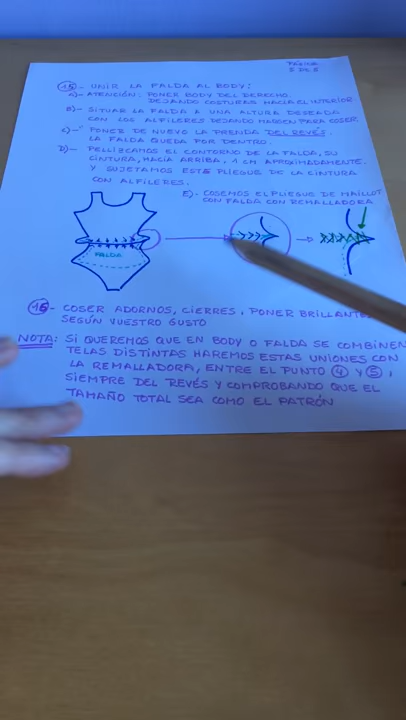 PÁGINA
5 DE 5
15- UNIR LA FALDA AL BODY:
A)- ATENCIÓN: PONER BODY DEL DERECHO.
DEJANDO COSTURAS HACIA EL INTERIOR.
B)- SITUAR LA FALDA A UNA ALTURA DESEADA
CON LOS ALFILERES DEJANDO MARGEN PARA COSER.
C)- PONER DE NUEVO LA PRENDA DEL REVÉS.
LA FALDA QUEDA POR DENTRO.
D)- PELLIZCAMOS EL CONTORNO DE LA FALDA, SU
CINTURA, HACIA ARRIBA, 1 CM APROXIMADAMENTE.
Y SUJETAMOS ESTE PLIEGUE DE LA CINTURA
CON ALFILERES.
E)- COSEMOS EL PLIEGUE DE MAILLOT
CON FALDA CON REMALLADORA
FALDA
16- COSER ADORNOS, CIERRES, PONER BRILLANTES
SEGÚN VUESTRO GUSTO
NOTA: SI QUEREMOS QUE EN BODY O FALDA SE COMBINEN
TELAS DISTINTAS HAREMOS ESTAS UNIONES CON
LA REMALLADORA, ENTRE EL PUNTO 4 Y 5,
SIEMPRE DEL REVÉS Y COMPROBANDO QUE EL
TAMAÑO TOTAL SEA COMO EL PATRÓN